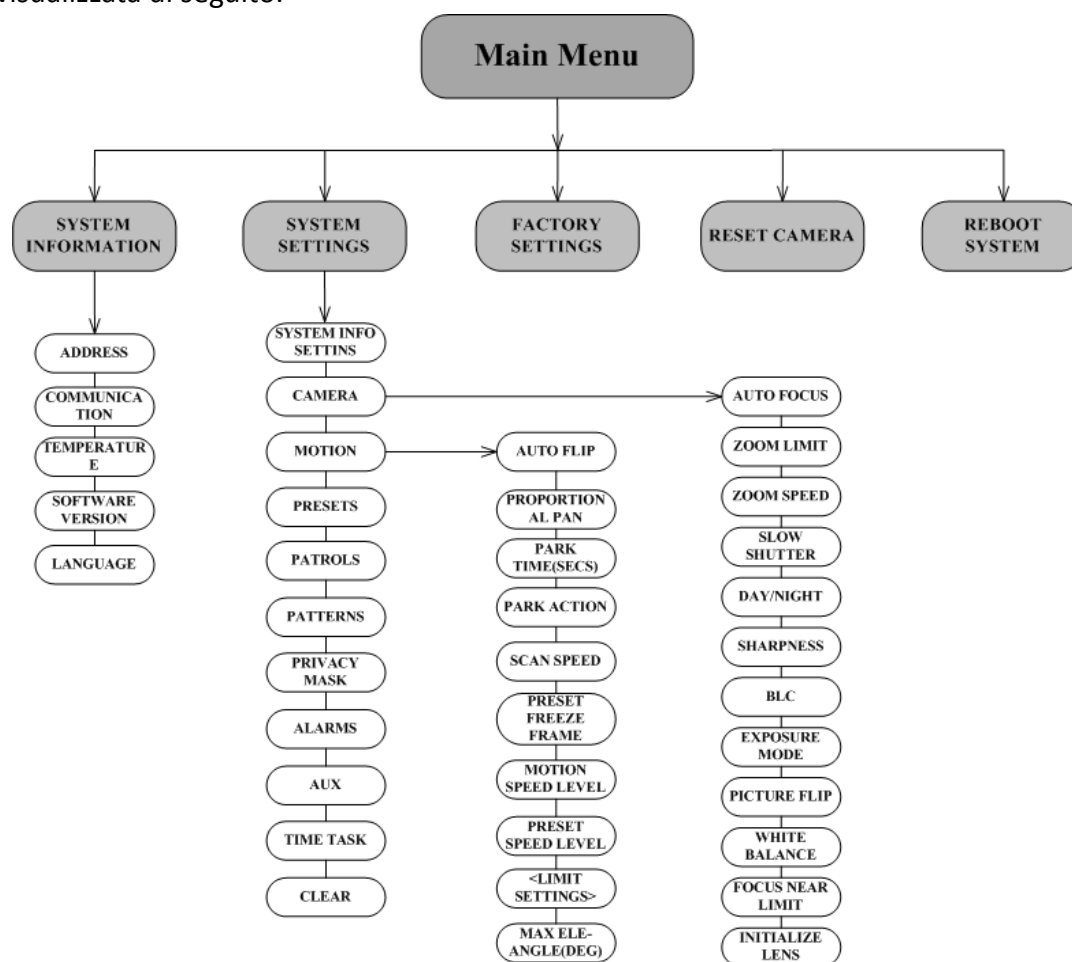 visualizzata di seguito:
Main Menu
SYSTEM
INFORMATION
SYSTEM
SETTINGS
FACTORY
SETTINGS
RESET CAMERA
REBOOT
SYSTEM
ADDRESS
COMMUNICA
TION
TEMPERATUR
E
SOFTWARE
VERSION
LANGUAGE
SYSTEM INFO
SETTINS
CAMERA
MOTION
PRESETS
PATROLS
PATTERNS
PRIVACY
MASK
ALARMS
AUX
TIME TASK
CLEAR
AUTO FLIP
PROPORTION
AL PAN
PARK
TIME(SECS)
PARK ACTION
SCAN SPEED
PRESET
FREEZE
FRAME
MOTION
SPEED LEVEL
PRESET
SPEED LEVEL
<LIMIT
SETTINGS>
MAX ELE-
ANGLE(DEG)
AUTO FOCUS
ZOOM LIMIT
ZOOM SPEED
SLOW
SHUTTER
DAY/NIGHT
SHARPNESS
BLC
EXPOSURE
MODE
PICTURE FLIP
WHITE
BALANCE
FOCUS NEAR
LIMIT
INITIALIZE
LENS